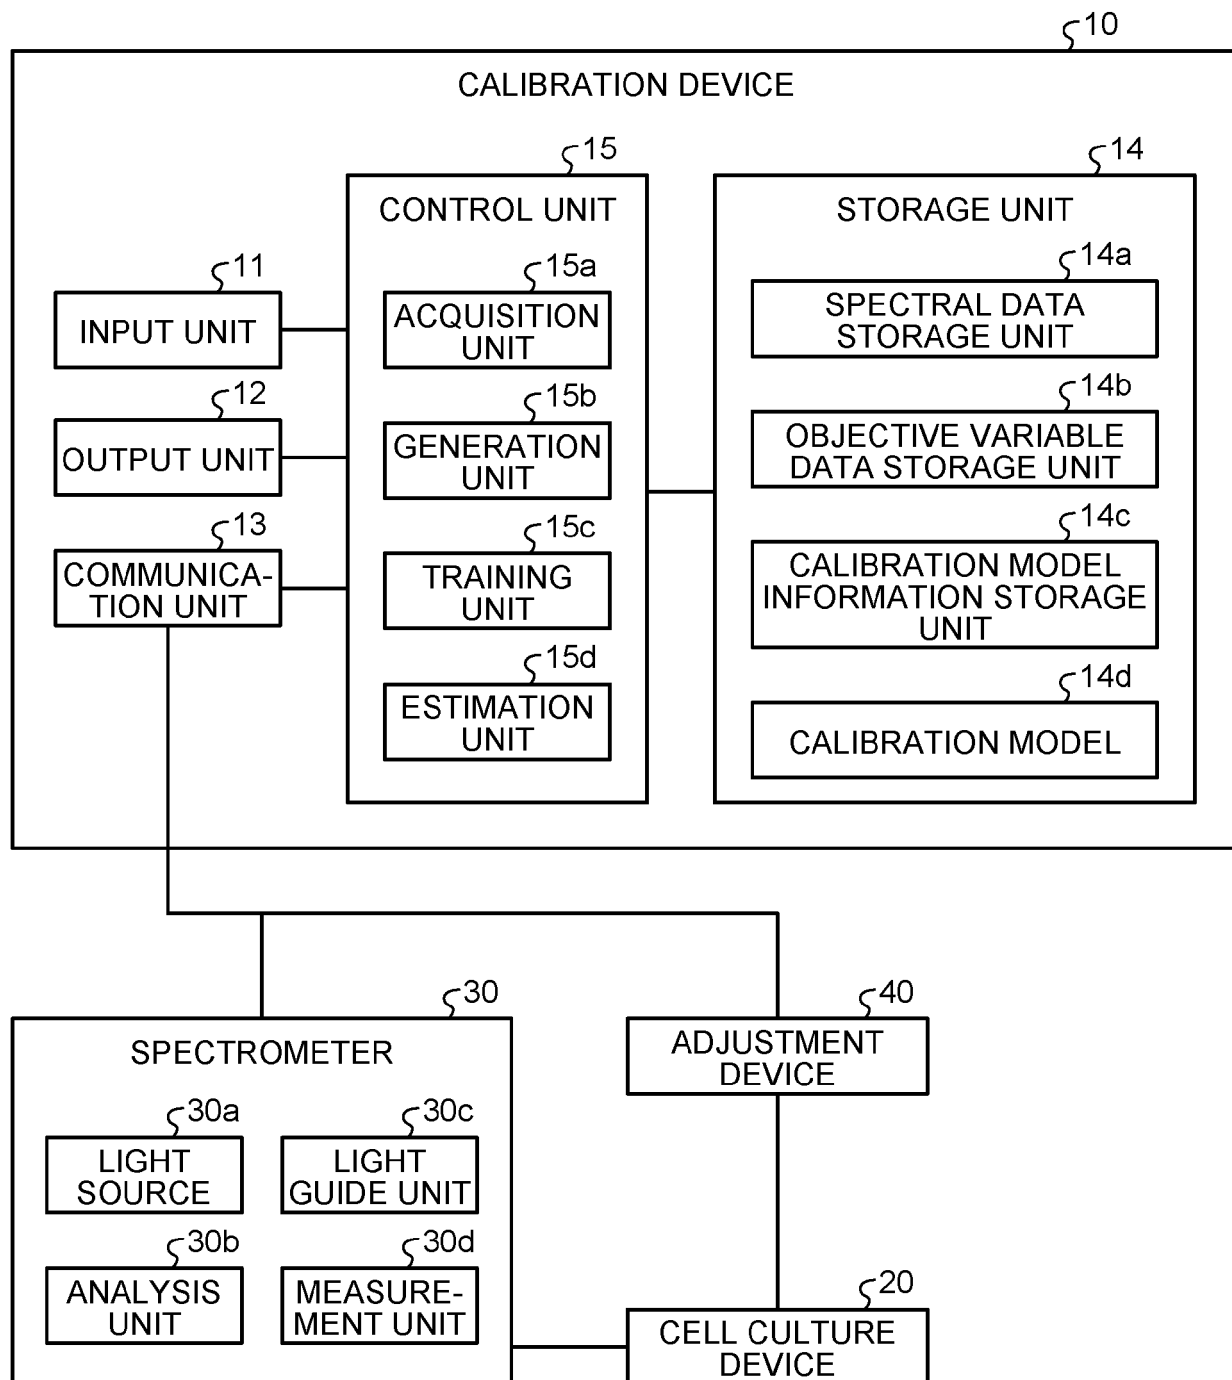 10
CALIBRATION DEVICE
15
CONTROL UNIT
14
STORAGE UNIT
11
INPUT UNIT
12
OUTPUT UNIT
13
COMMUNICA-
TION UNIT
15a
ACQUISITION
UNIT
15b
GENERATION
UNIT
15c
TRAINING
UNIT
15d
ESTIMATION
UNIT
14a
SPECTRAL DATA
STORAGE UNIT
14b
OBJECTIVE VARIABLE
DATA STORAGE UNIT
14c
CALIBRATION MODEL
INFORMATION STORAGE
UNIT
14d
CALIBRATION MODEL
30
SPECTROMETER
30a
LIGHT
SOURCE
30c
LIGHT
GUIDE UNIT
30b
ANALYSIS
UNIT
30d
MEASURE-
MENT UNIT
40
ADJUSTMENT
DEVICE
20
CELL CULTURE
DEVICE